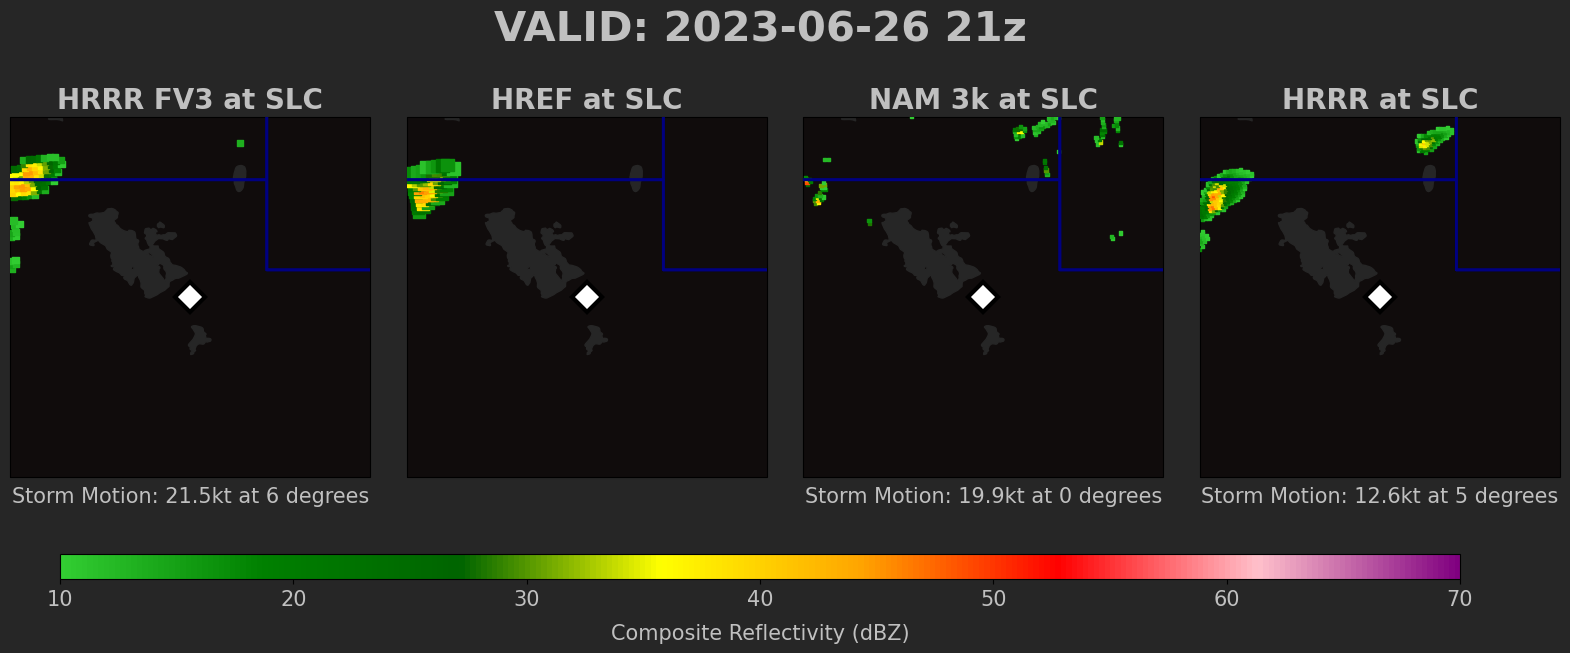 VALID: 2023-06-26 21z
HRRR FV3 at SLC
HREF at SLC
NAM 3k at SLC
HRRR at SLC
Storm Motion: 21.5kt at 6 degrees
Storm Motion: 19.9kt at 0 degrees
Storm Motion: 12.6kt at 5 degrees
10 20 30 40 50 60 70
Composite Reflectivity (dBZ)